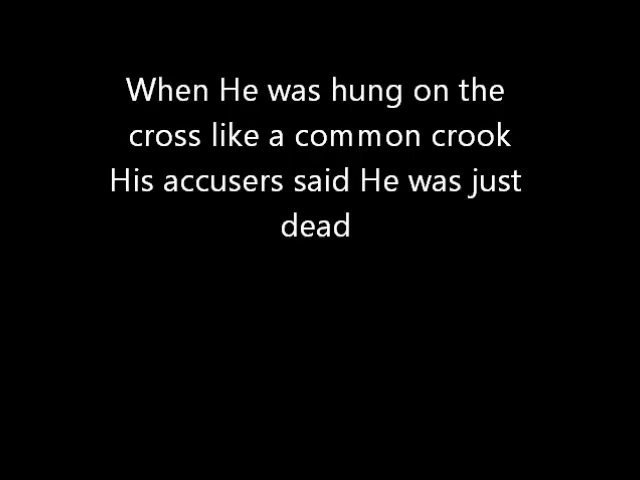 When He was hung on the
cross like a common crook
His accusers said He was just
dead